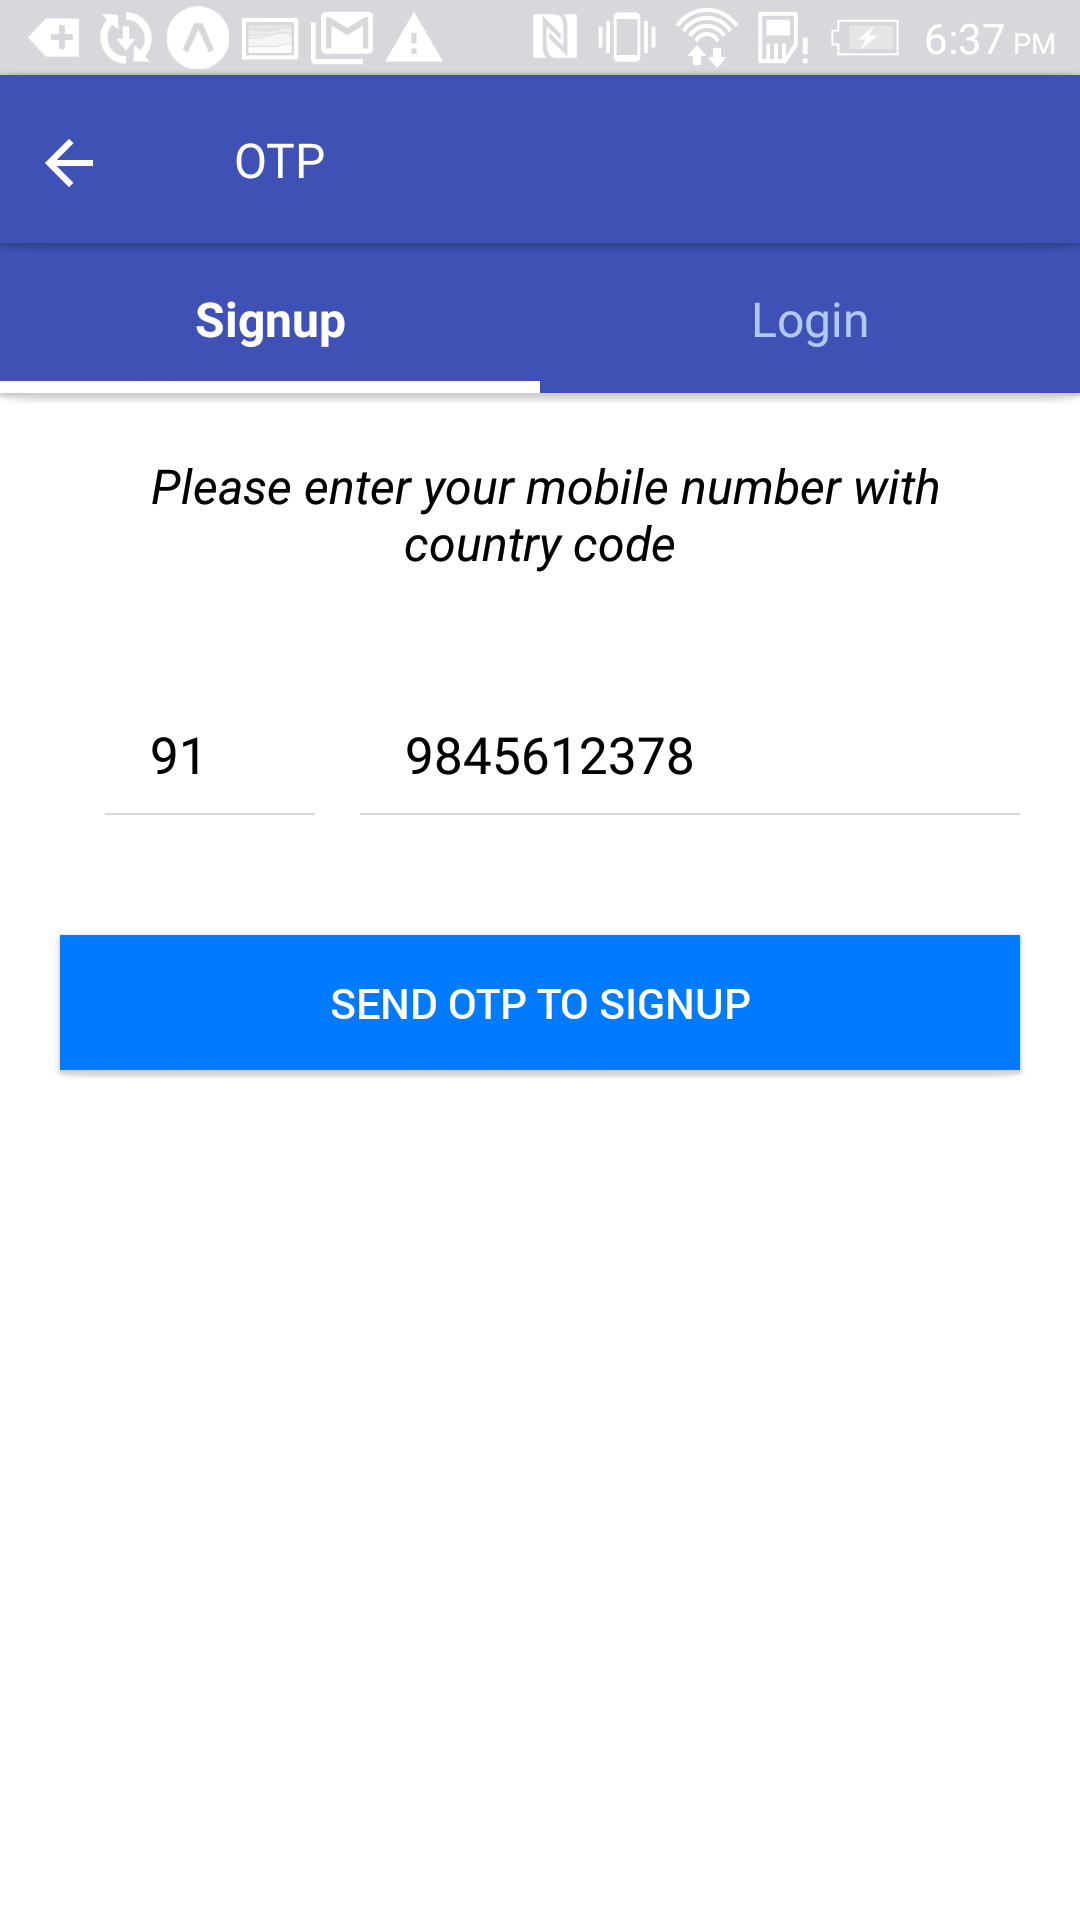 6:37 PM
OTP
Signup Login
Please enter your mobile number with
country code
91 9845612378
SEND OTP TO SIGNUP